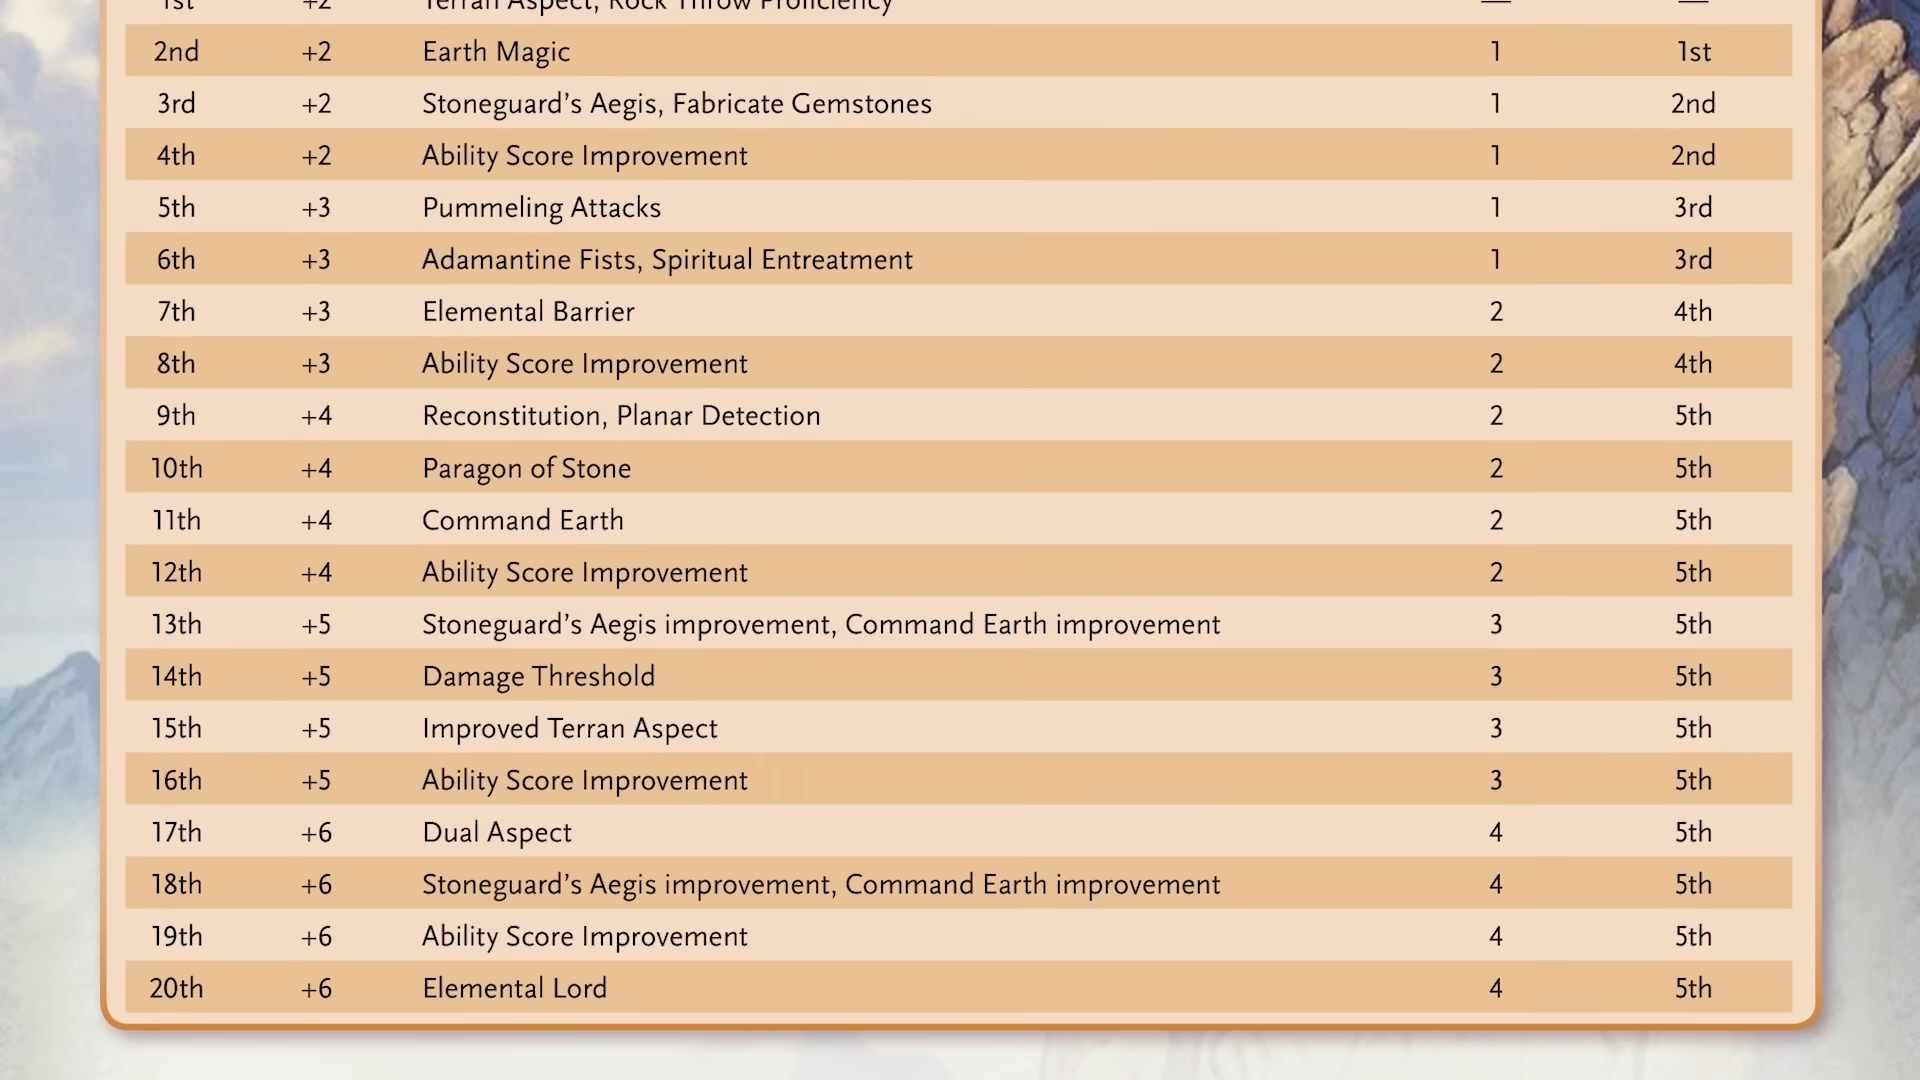 1st +2 Terran Aspect, Rock Throw Proficiency — —
2nd +2 Earth Magic 1 1st
3rd +2 Stoneguard’s Aegis, Fabricate Gemstones 1 2nd
4th +2 Ability Score Improvement 1 2nd
5th +3 Pummeling Attacks 1 3rd
6th +3 Adamantine Fists, Spiritual Entreatment 1 3rd
7th +3 Elemental Barrier 2 4th
8th +3 Ability Score Improvement 2 4th
9th +4 Reconstitution, Planar Detection 2 5th
10th +4 Paragon of Stone 2 5th
11th +4 Command Earth 2 5th
12th +4 Ability Score Improvement 2 5th
13th +5 Stoneguard’s Aegis improvement, Command Earth improvement 3 5th
14th +5 Damage Threshold 3 5th
15th +5 Improved Terran Aspect 3 5th
16th +5 Ability Score Improvement 3 5th
17th +6 Dual Aspect 4 5th
18th +6 Stoneguard’s Aegis improvement, Command Earth improvement 4 5th
19th +6 Ability Score Improvement 4 5th
20th +6 Elemental Lord 4 5th